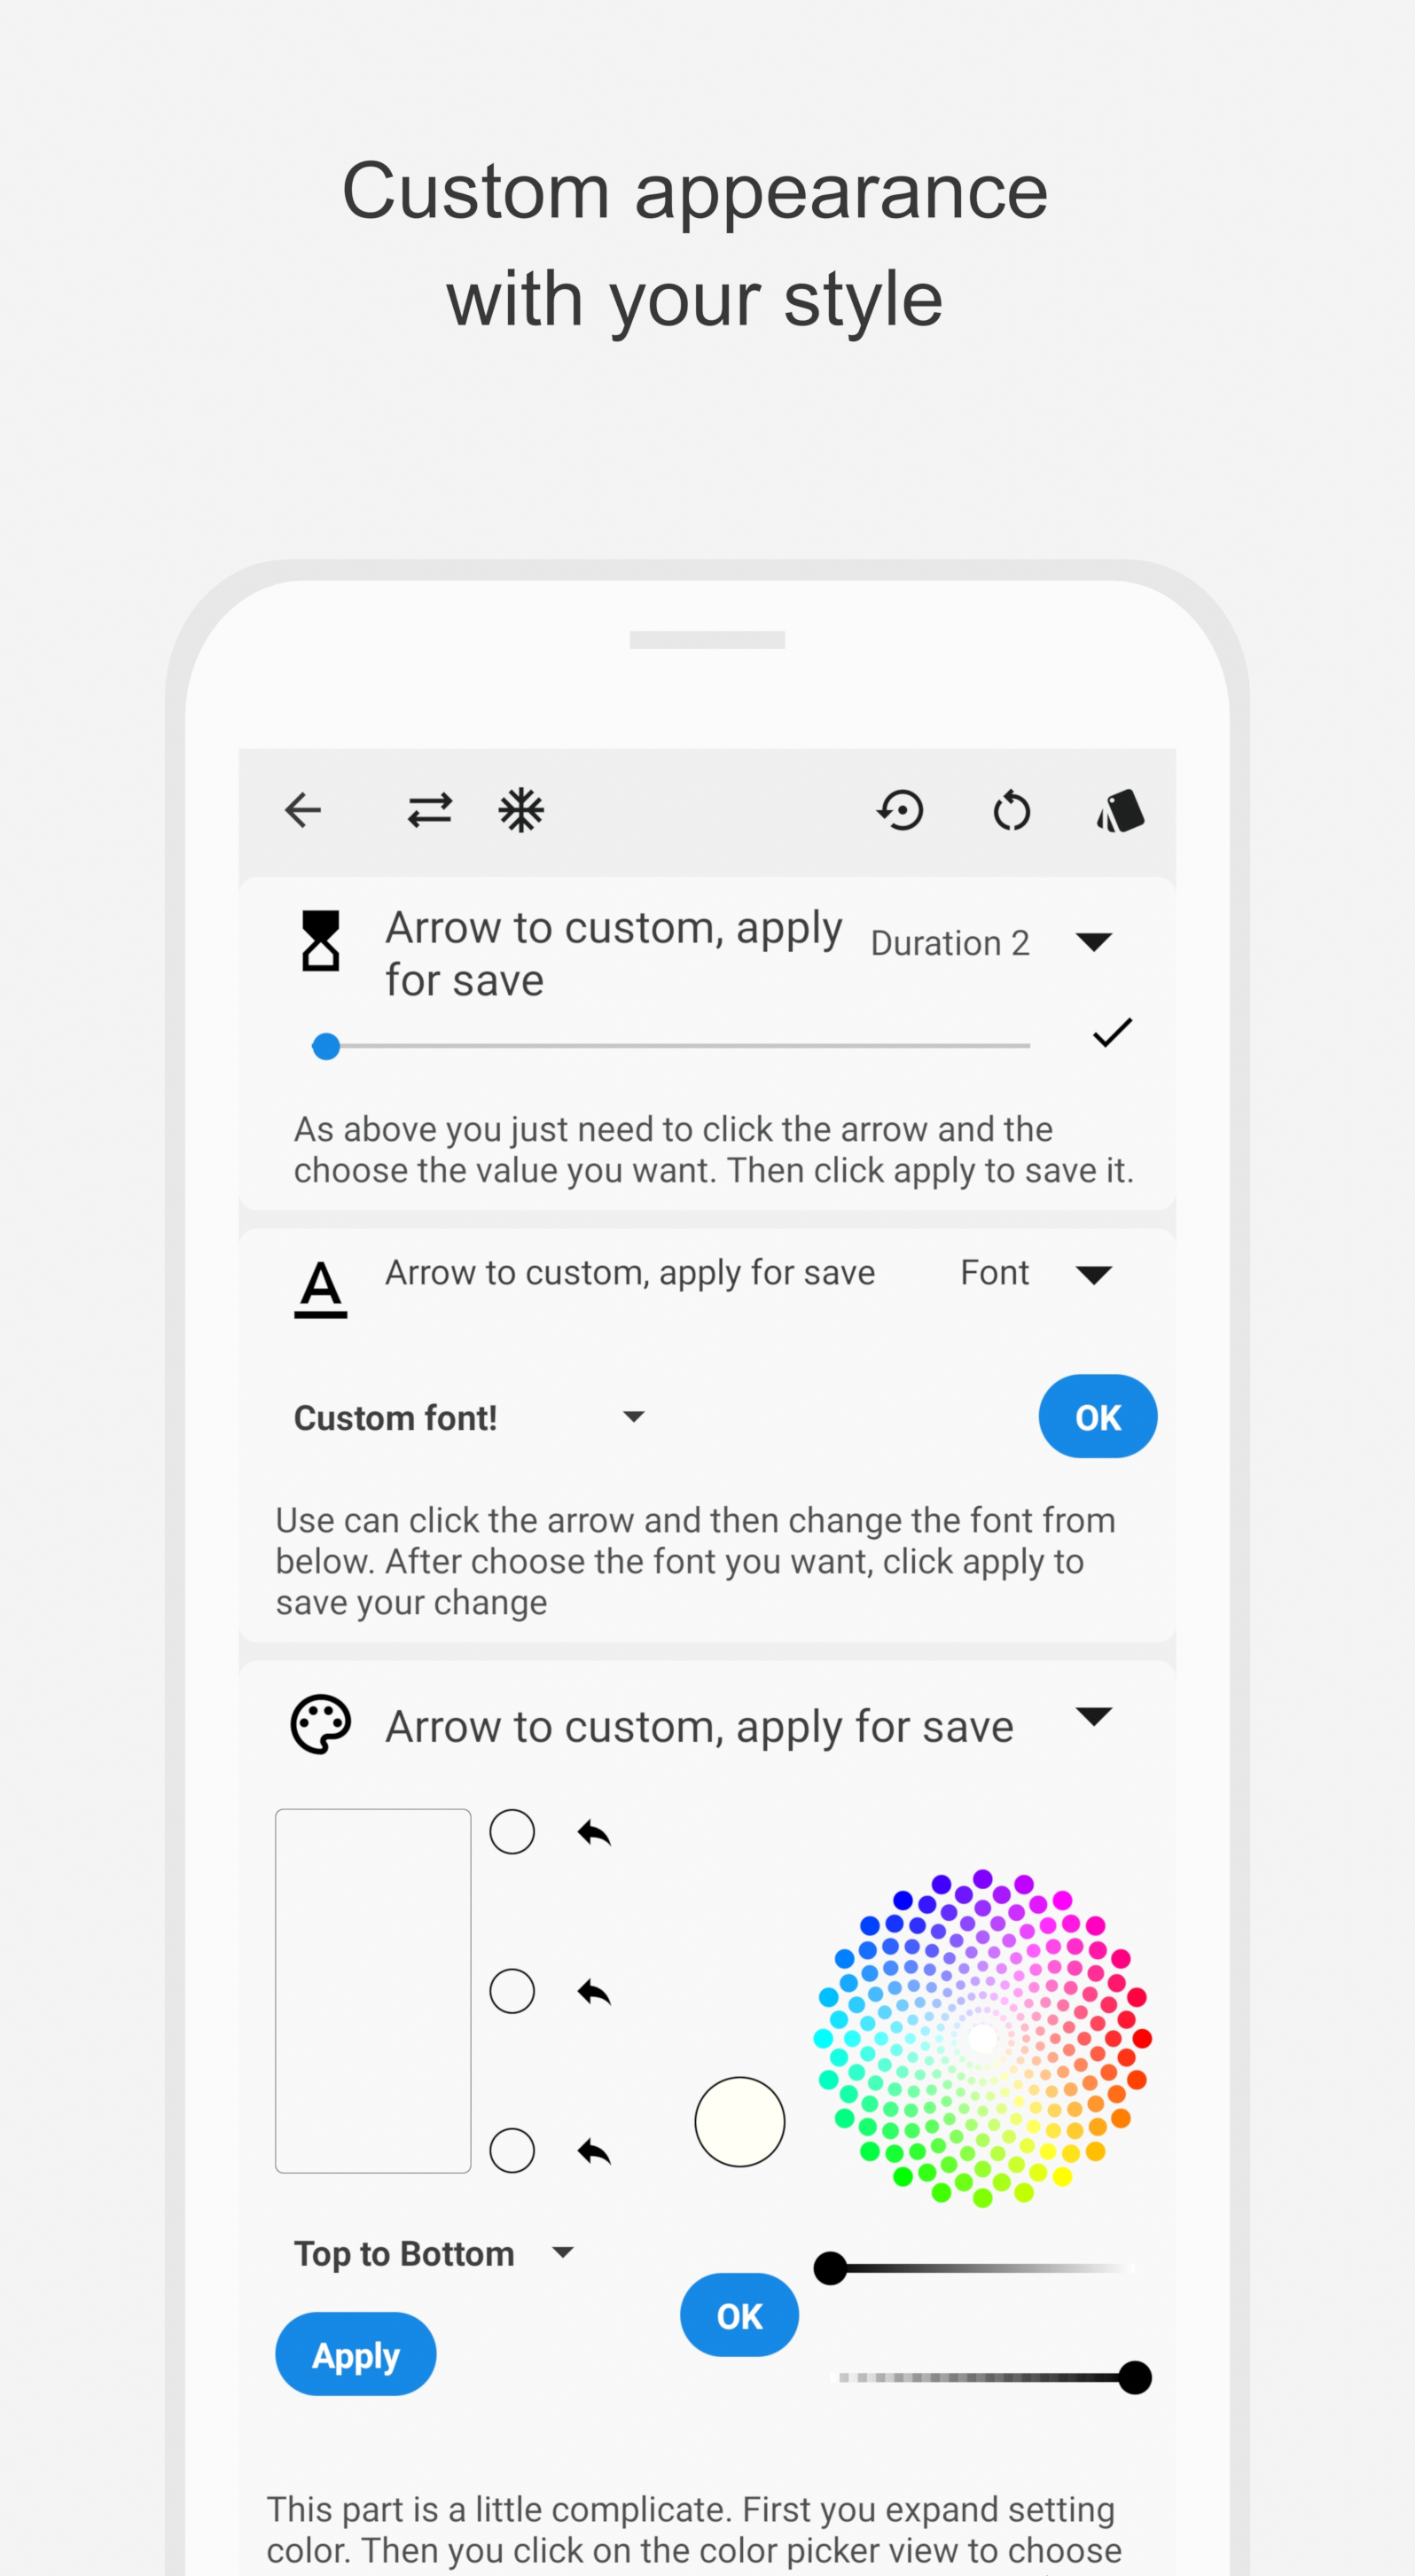 Custom appearance
with your style
Arrow to custom, apply
for save
Duration 2
As above you just need to click the arrow and the
choose the value you want. Then click apply to save it.
A
Arrow to custom, apply for save
Font
Custom font!
OK
Use can click the arrow and then change the font from
below. After choose the font you want, click apply to
save your change
Arrow to custom, apply for save
Top to Bottom
OK
Apply
This part is a little complicate. First you expand setting
color. Then you click on the color picker view to choose